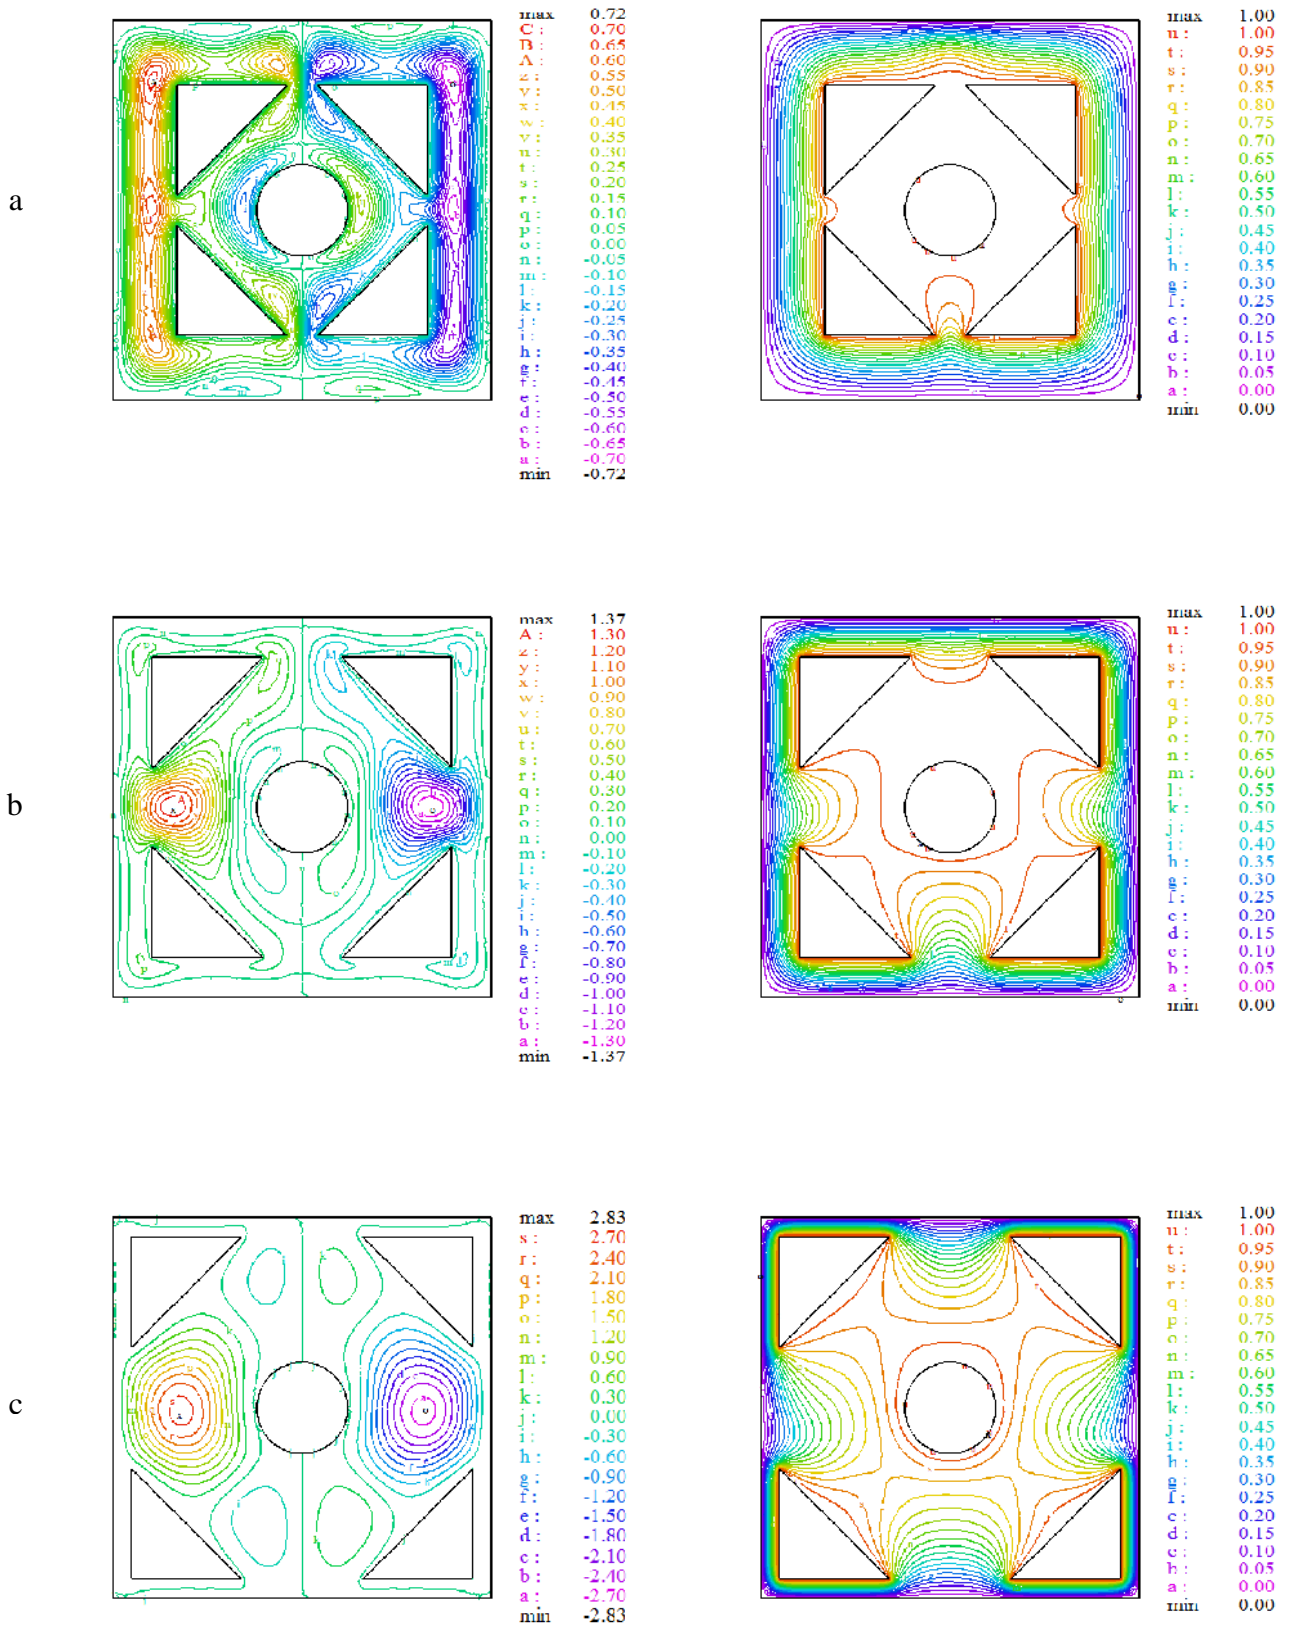 a
max 0.72
C : 0.70
B : 0.65
A : 0.60
z : 0.55
y : 0.50
x : 0.45
w : 0.40
v : 0.35
u : 0.30
t : 0.25
s : 0.20
r : 0.15
q : 0.10
p : 0.05
o : 0.00
n : -0.05
m : -0.10
l : -0.15
k : -0.20
j : -0.25
i : -0.30
h : -0.35
g : -0.40
f : -0.45
e : -0.50
d : -0.55
c : -0.60
b : -0.65
a : -0.70
min -0.72
max 1.00
u : 1.00
t : 0.95
s : 0.90
r : 0.85
q : 0.80
p : 0.75
o : 0.70
n : 0.65
m : 0.60
l : 0.55
k : 0.50
j : 0.45
i : 0.40
h : 0.35
g : 0.30
f : 0.25
e : 0.20
d : 0.15
c : 0.10
b : 0.05
a : 0.00
min 0.00
b
max 1.37
A : 1.30
z : 1.20
y : 1.10
x : 1.00
w : 0.90
v : 0.80
u : 0.70
t : 0.60
s : 0.50
r : 0.40
q : 0.30
p : 0.20
o : 0.10
n : 0.00
m : -0.10
l : -0.20
k : -0.30
j : -0.40
i : -0.50
h : -0.60
g : -0.70
f : -0.80
e : -0.90
d : -1.00
c : -1.10
b : -1.20
a : -1.30
min -1.37
max 1.00
u : 1.00
t : 0.95
s : 0.90
r : 0.85
q : 0.80
p : 0.75
o : 0.70
n : 0.65
m : 0.60
l : 0.55
k : 0.50
j : 0.45
i : 0.40
h : 0.35
g : 0.30
f : 0.25
e : 0.20
d : 0.15
c : 0.10
b : 0.05
a : 0.00
min 0.00
c
max 2.83
s : 2.70
r : 2.40
q : 2.10
p : 1.80
o : 1.50
n : 1.20
m : 0.90
l : 0.60
k : 0.30
j : 0.00
i : -0.30
h : -0.60
g : -0.90
f : -1.20
e : -1.50
d : -1.80
c : -2.10
b : -2.40
a : -2.70
min -2.83
max 1.00
u : 1.00
t : 0.95
s : 0.90
r : 0.85
q : 0.80
p : 0.75
o : 0.70
n : 0.65
m : 0.60
l : 0.55
k : 0.50
j : 0.45
i : 0.40
h : 0.35
g : 0.30
f : 0.25
e : 0.20
d : 0.15
c : 0.10
b : 0.05
a : 0.00
min 0.00